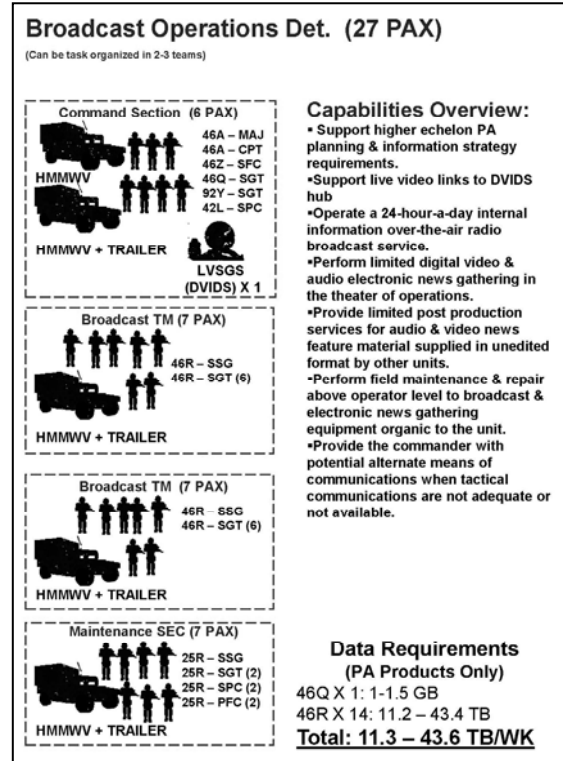 Broadcast Operations Det. (27 PAX)
(Can be task organized in 2-3 teams)
Command Section (6 PAX)
46A – MAJ
46A – CPT
46Z – SFC
46Q – SGT
92Y – SGT
42L – SPC
HMMWV
HMMWV + TRAILER
LVSGS
(DVIDS) X 1
Broadcast TM (7 PAX)
46R – SSG
46R – SGT (6)
HMMWV + TRAILER
Broadcast TM (7 PAX)
46R – SSG
46R – SGT (6)
HMMWV + TRAILER
Maintenance SEC (7 PAX)
25R – SSG
25R – SGT (2)
25R – SPC (2)
25R – PFC (2)
HMMWV + TRAILER
Capabilities Overview:
▪ Support higher echelon PA
planning & information strategy
requirements.
▪Support live video links to DVIDS
hub
▪Operate a 24-hour-a-day internal
information over-the-air radio
broadcast service.
▪Perform limited digital video &
audio electronic news gathering in
the theater of operations.
▪Provide limited post production
services for audio & video news
feature material supplied in unedited
format by other units.
▪Perform field maintenance & repair
above operator level to broadcast &
electronic news gathering
equipment organic to the unit.
▪Provide the commander with
potential alternate means of
communications when tactical
communications are not adequate or
not available.
Data Requirements
(PA Products Only)
46Q X 1: 1-1.5 GB
46R X 14: 11.2 – 43.4 TB
Total: 11.3 – 43.6 TB/WK